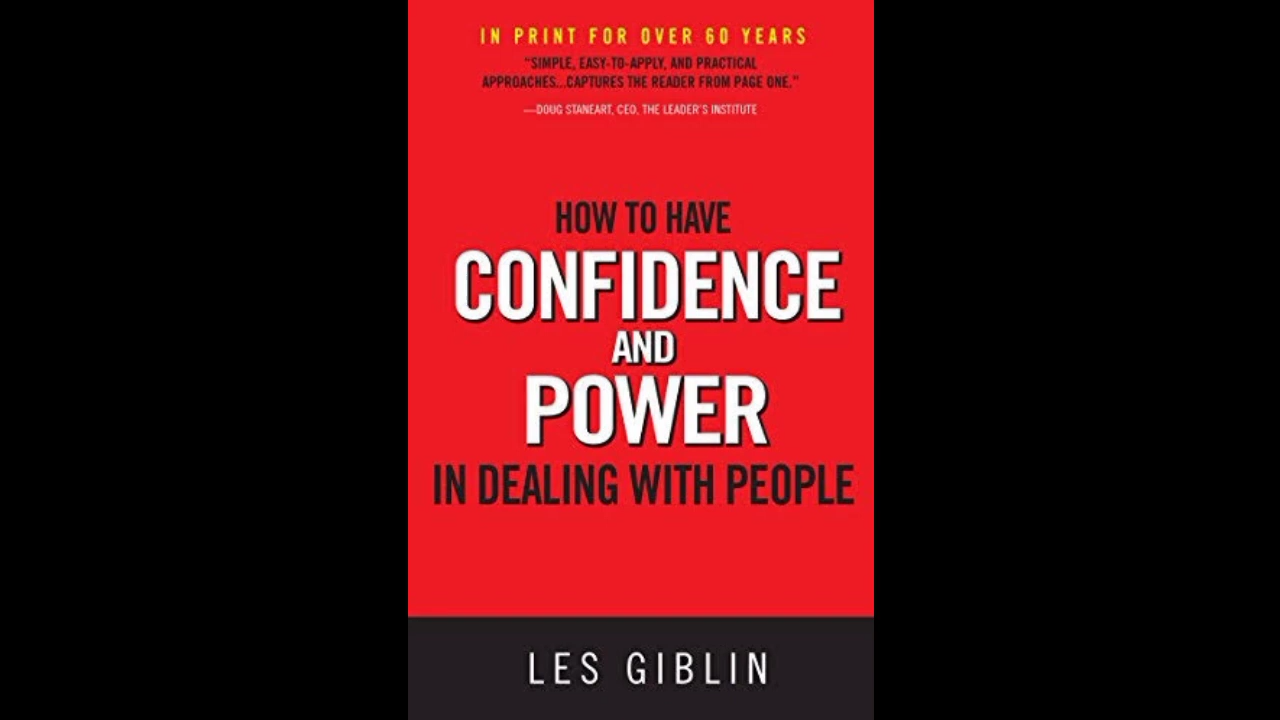 IN PRINT FOR OVER 60 YEARS
“SIMPLE, EASY-TO-APPLY, AND PRACTICAL
APPROACHES...CAPTURES THE READER FROM PAGE ONE.”
—DOUG STANEART, CEO, THE LEADER’S INSTITUTE
HOW TO HAVE
CONFIDENCE
AND
POWER
IN DEALING WITH PEOPLE
LES GIBLIN